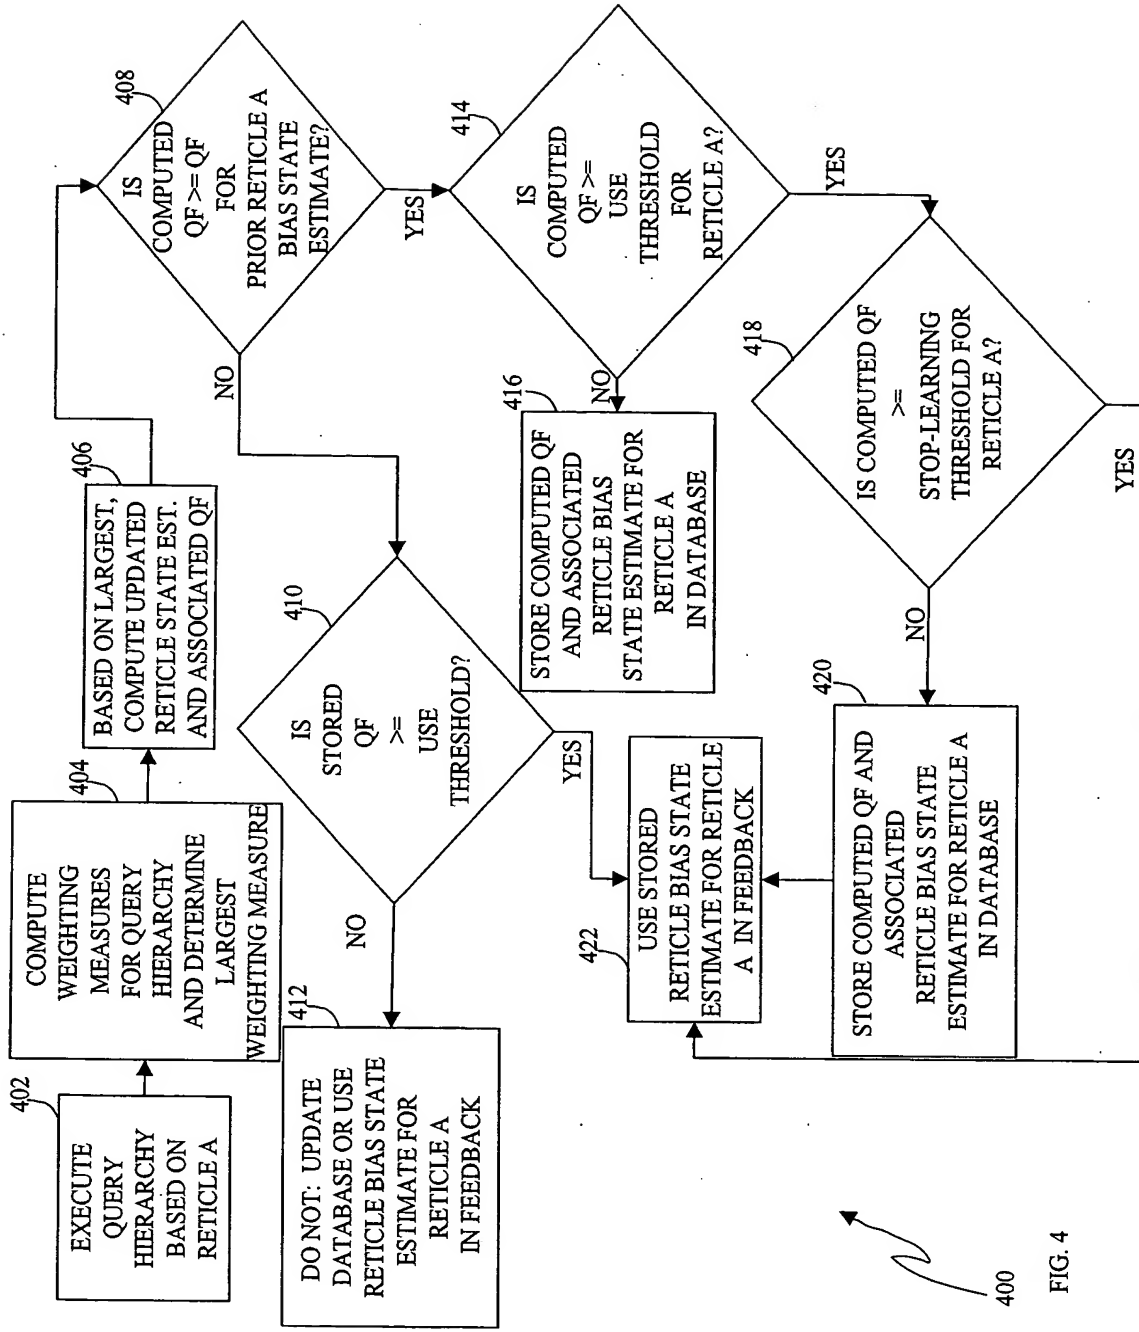 402
EXECUTE
QUERY
HIERARCHY
BASED ON
RETICLE A
404
COMPUTE
WEIGHTING
MEASURES
FOR QUERY
HIERARCHY
AND DETERMINE
LARGEST
WEIGHTING MEASURE
406
BASED ON LARGEST,
COMPUTE UPDATED
RETICLE STATE EST.
AND ASSOCIATED QF
408
IS
COMPUTED
QF >= QF
FOR
PRIOR RETICLE A
BIAS STATE
ESTIMATE?
NO
YES
410
IS
STORED
QF
>=
USE
THRESHOLD?
NO
YES
412
DO NOT: UPDATE
DATABASE OR USE
RETICLE BIAS STATE
ESTIMATE FOR
RETICLE A
IN FEEDBACK
414
IS
COMPUTED
QF >=
USE
THRESHOLD
FOR
RETICLE A?
NO
YES
416
STORE COMPUTED QF
AND ASSOCIATED
RETICLE BIAS
STATE ESTIMATE FOR
RETICLE A
IN DATABASE
418
IS COMPUTED QF
>=
STOP-LEARNING
THRESHOLD FOR
RETICLE A?
NO
YES
420
STORE COMPUTED QF AND
ASSOCIATED
RETICLE BIAS STATE
ESTIMATE FOR RETICLE A
IN DATABASE
422
USE STORED
RETICLE BIAS STATE
ESTIMATE FOR RETICLE
A IN FEEDBACK
400
FIG. 4